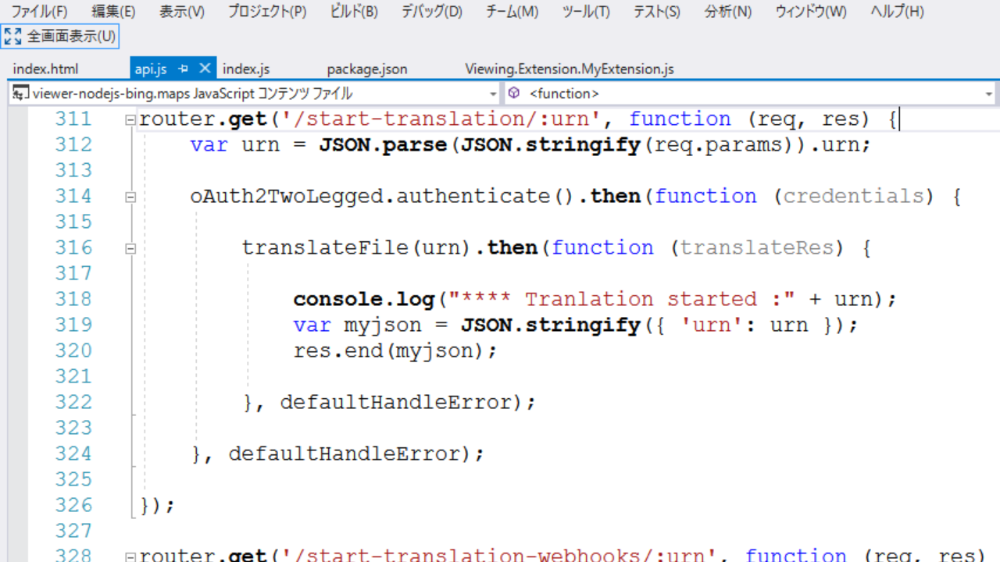 ファイル(F) 編集(E) 表示(V) プロジェクト(P) ビルド(B) デバッグ(D) チーム(M) ツール(T) テスト(S) 分析(N) ウィンドウ(W) ヘルプ(H)
全画面表示(U)
index.html api.js index.js package.json Viewing.Extension.MyExtension.js
viewer-nodejs-bing.maps JavaScript コンテンツ ファイル <function>
311 router.get('/start-translation/:urn', function (req, res) {
312 var urn = JSON.parse(JSON.stringify(req.params)).urn;
313
314 oAuth2TwoLegged.authenticate().then(function (credentials) {
315
316 translateFile(urn).then(function (translateRes) {
317
318 console.log("**** Tranlation started :" + urn);
319 var myjson = JSON.stringify({ 'urn': urn });
320 res.end(myjson);
321
322 }, defaultHandleError);
323
324 }, defaultHandleError);
325
326 });
327
328 router.get('/start-translation-webhooks/:urn', function (req, res)